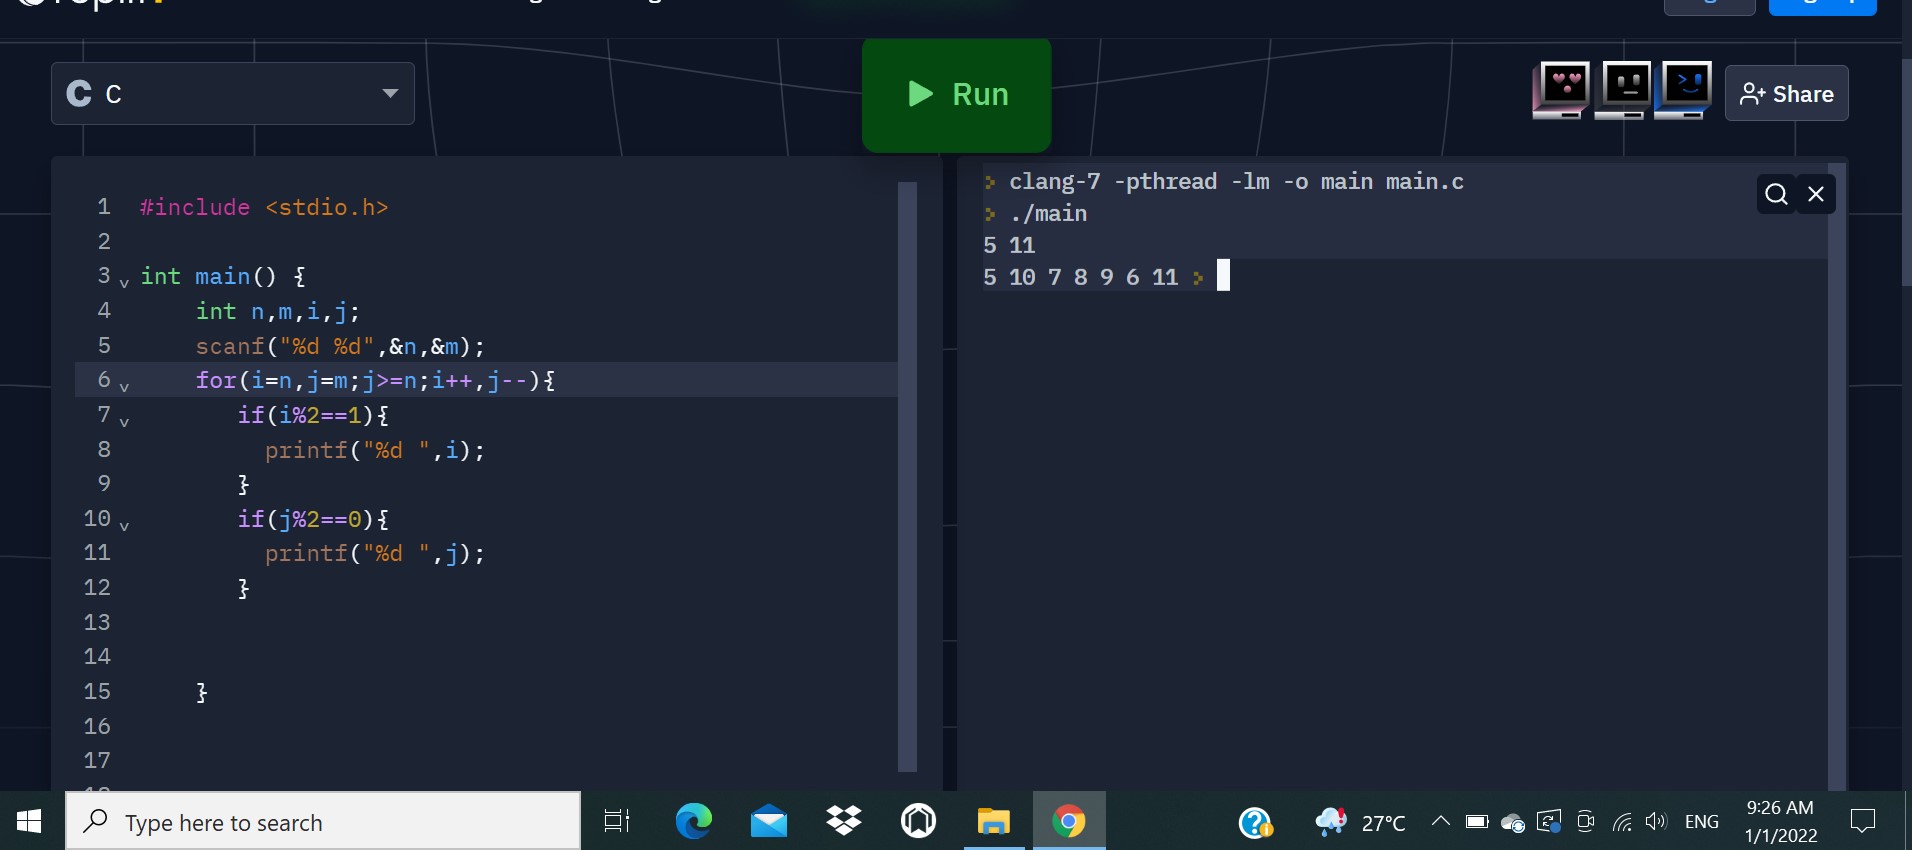 C
Run
Share
1 #include <stdio.h>
2
3 int main() {
4 int n,m,i,j;
5 scanf("%d %d",&n,&m);
6 for(i=n,j=m;j>=n;i++,j--){
7 if(i%2==1){
8 printf("%d ",i);
9 }
10 if(j%2==0){
11 printf("%d ",j);
12 }
13
14
15 }
16
17
clang-7 -pthread -lm -o main main.c
./main
5 11
5 10 7 8 9 6 11
Type here to search
27°C
ENG
9:26 AM
1/1/2022